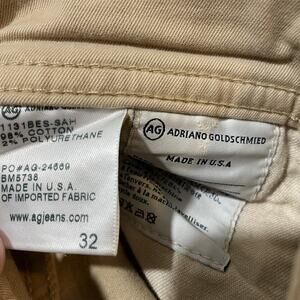 ADRIANO GOLDSCHMIED
1131BES-SAH
98% COTTON
2% POLYURETHANE
PO#AG-24669
BM5738
MADE IN U.S.A.
OF IMPORTED FABRIC
www.agjeans.com
32
AG ADRIANO GOLDSCHMIED
MADE IN U.S.A